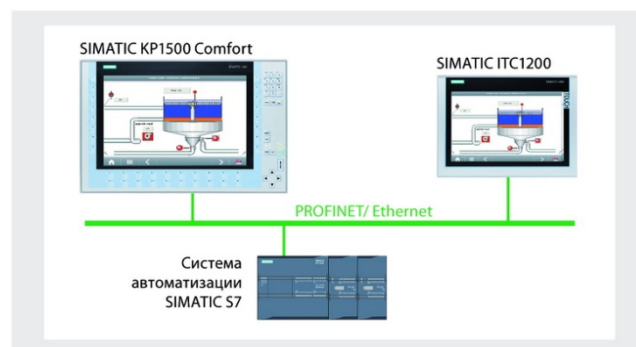 SIMATIC KP1500 Comfort
SIMATIC ITC1200
PROFINET/ Ethernet
Система
автоматизации
SIMATIC S7